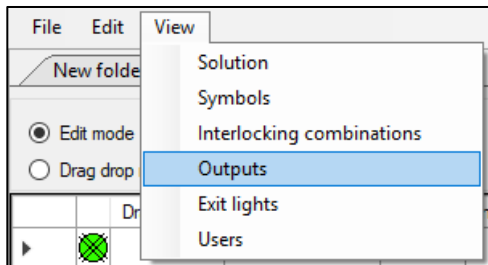 File Edit View
New folde
Solution
Symbols
Edit mode
Interlocking combinations
Drag drop
Outputs
Exit lights
Dr
Users